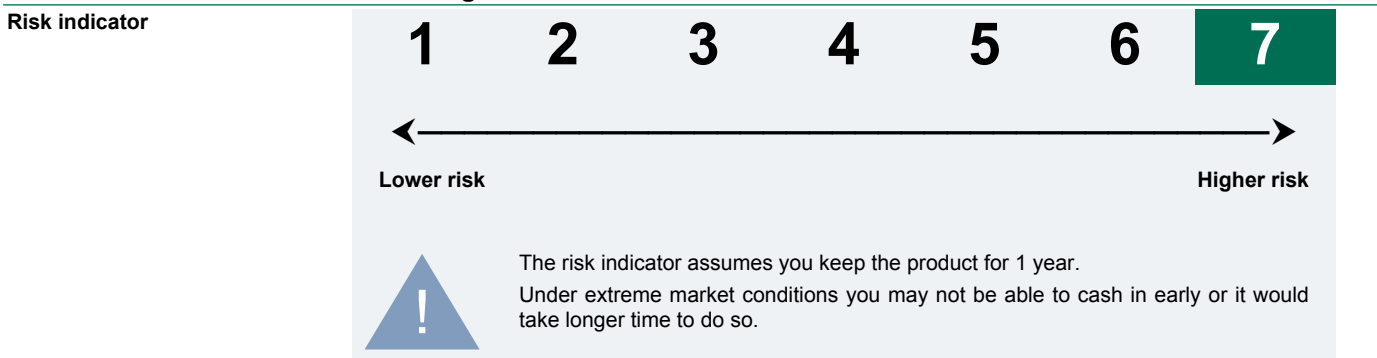 Risk indicator
1 2 3 4 5 6 7
Lower risk Higher risk
!
The risk indicator assumes you keep the product for 1 year.
Under extreme market conditions you may not be able to cash in early or it would
take longer time to do so.